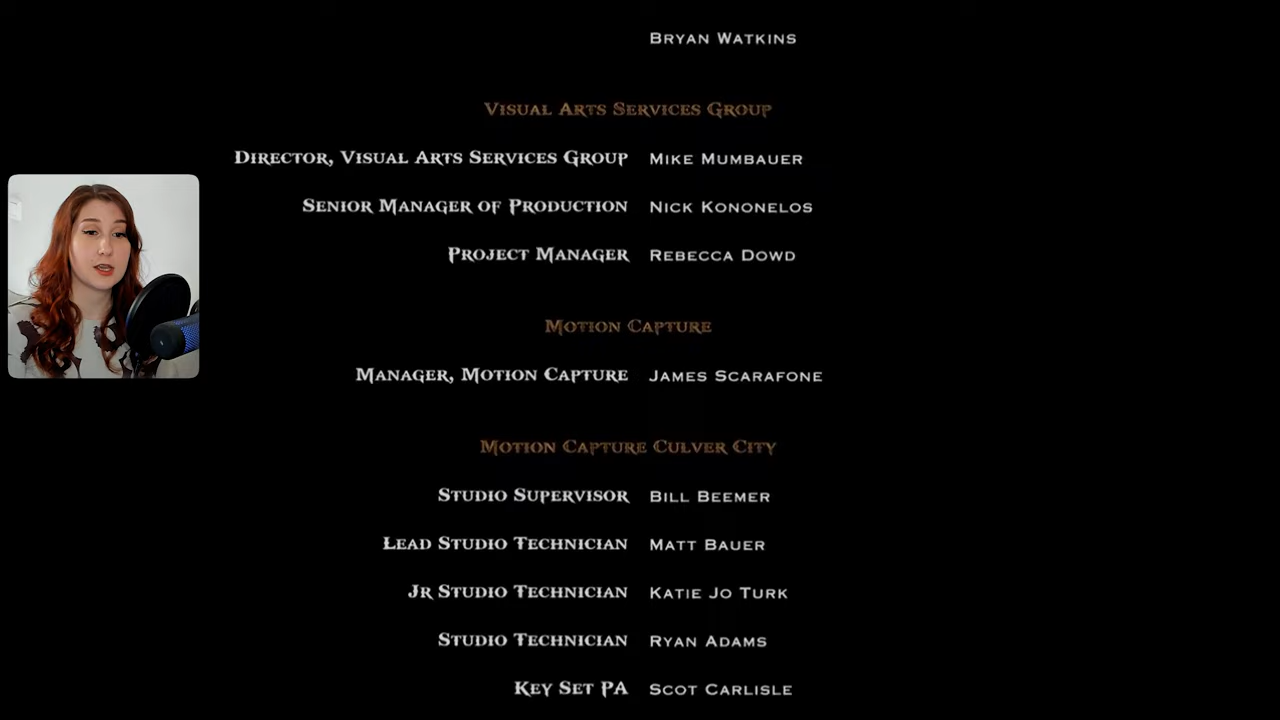 Bryan Watkins
Visual Arts Services Group
Director, Visual Arts Services Group Mike Mumbauer
Senior Manager of Production Nick Kononelos
Project Manager Rebecca Dowd
Motion Capture
Manager, Motion Capture James Scarafone
Motion Capture Culver City
Studio Supervisor Bill Beemer
Lead Studio Technician Matt Bauer
Jr Studio Technician Katie Jo Turk
Studio Technician Ryan Adams
Key Set PA Scot Carlisle